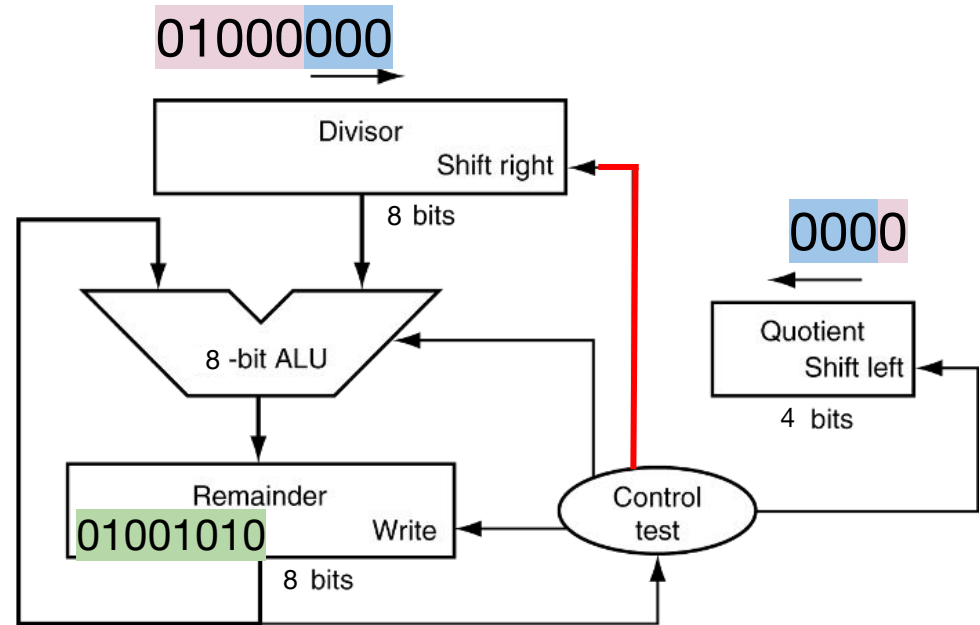 01000000
Divisor
Shift right
8 bits
0000
Quotient
Shift left
4 bits
8 -bit ALU
Remainder
01001010
Write
8 bits
Control
test